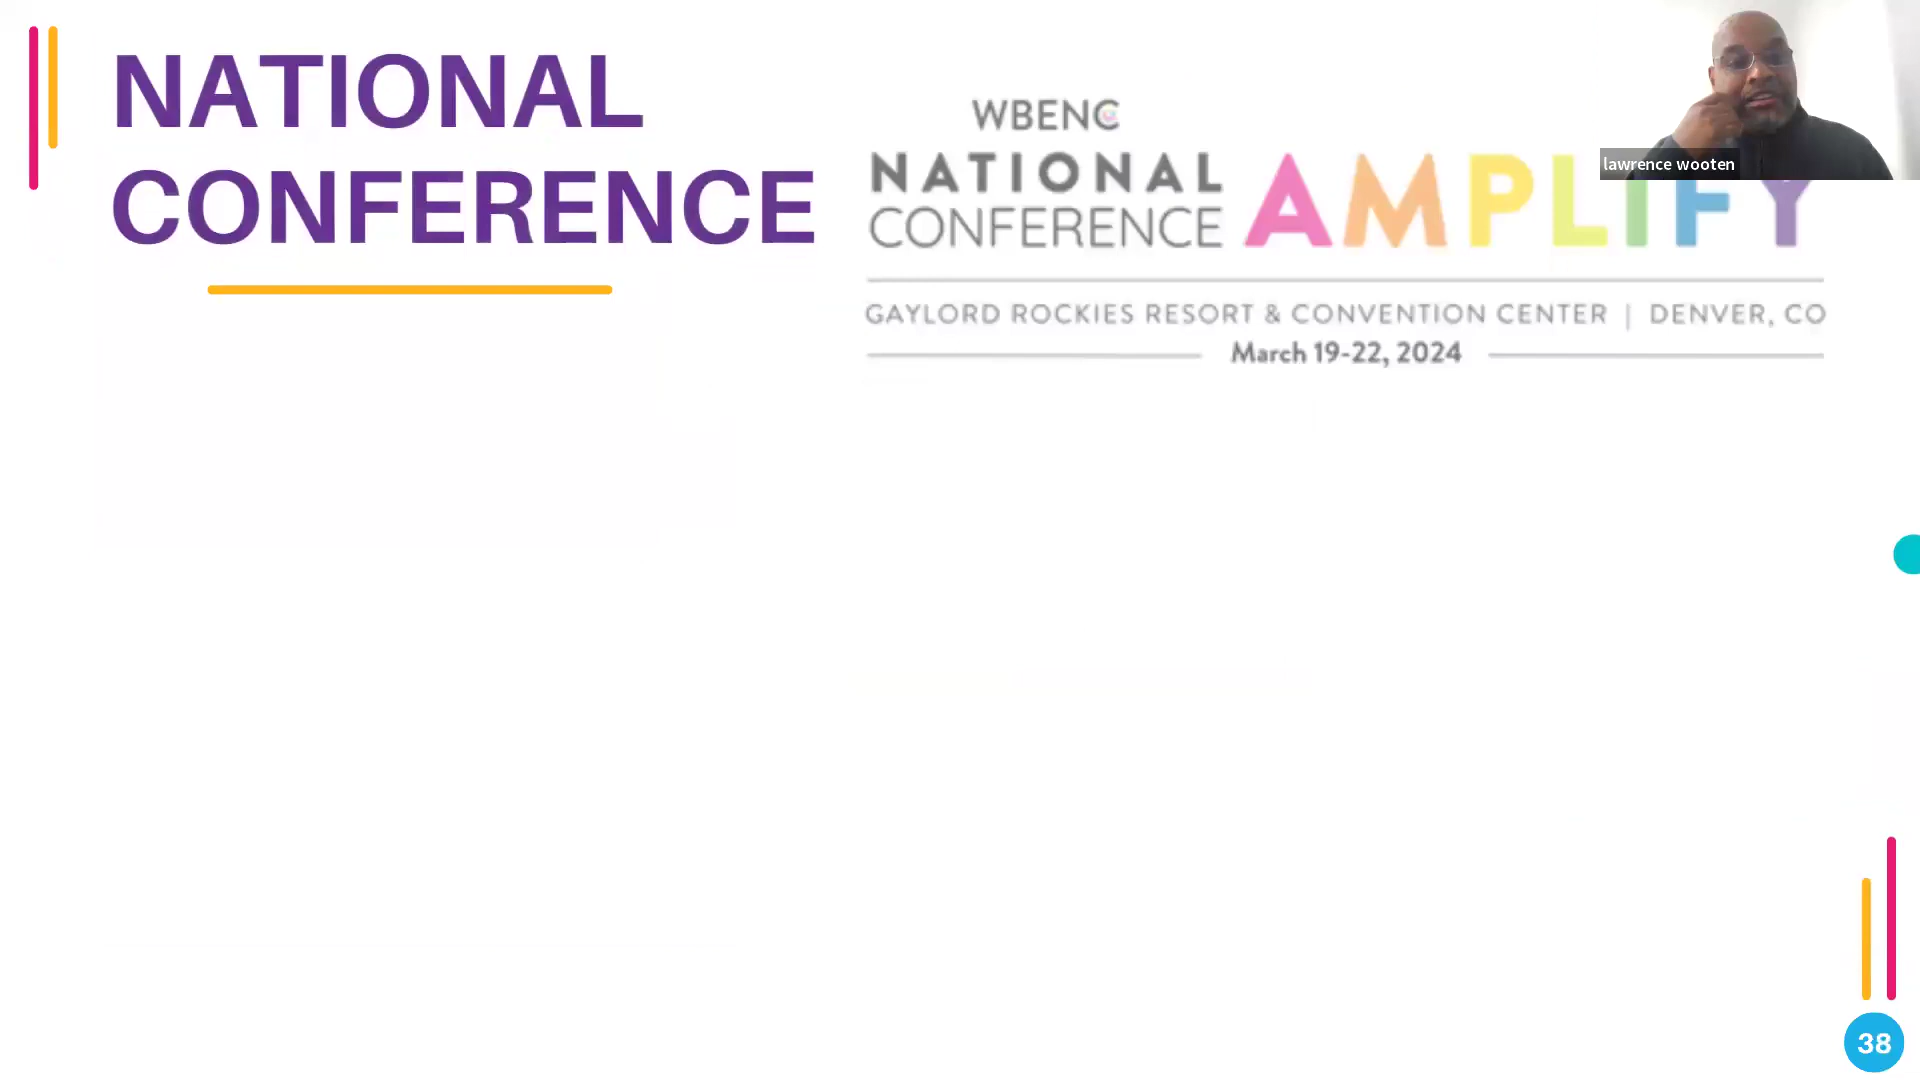 NATIONAL
CONFERENCE
WBENC
NATIONAL
CONFERENCE AMPLIFY
GAYLORD ROCKIES RESORT & CONVENTION CENTER | DENVER, CO
March 19-22, 2024
lawrence wooten
38